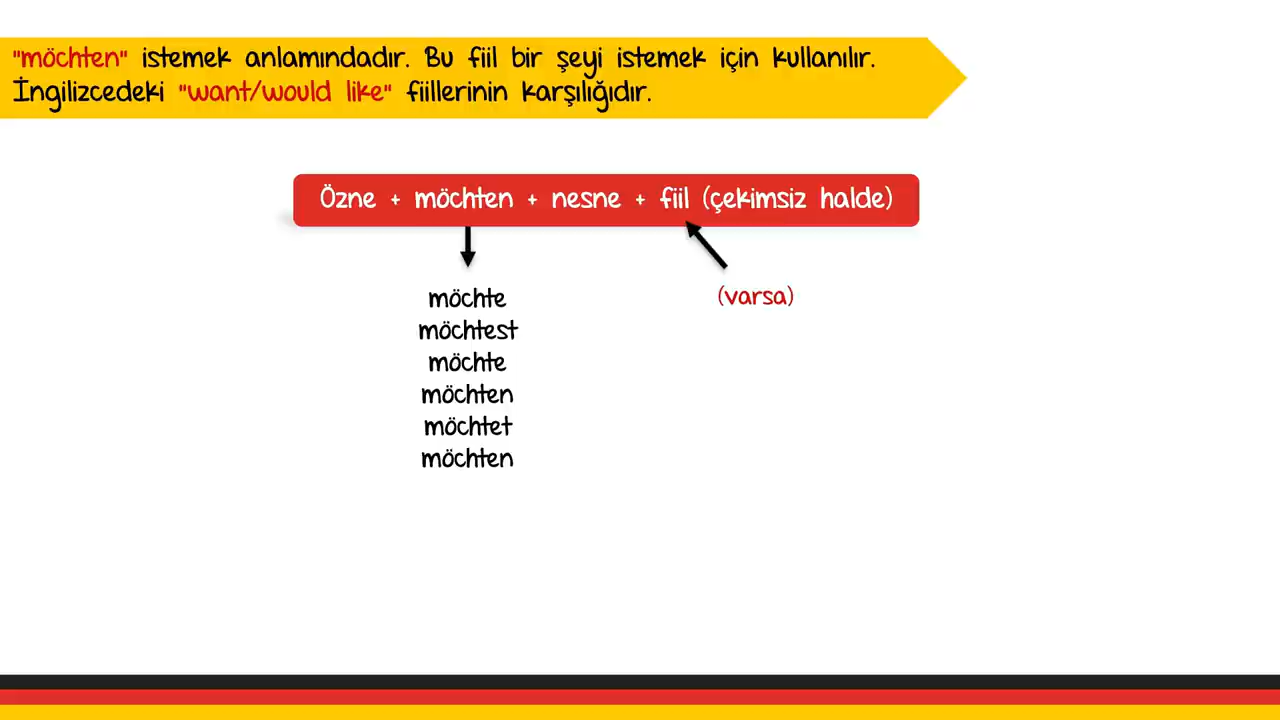 "möchten" istemek anlamındadır. Bu fiil bir şeyi istemek için kullanılır.
İngilizcedeki "want/would like" fiillerinin karşılığıdır.
Özne + möchten + nesne + fiil (çekimsiz halde)
(varsa)
möchte
möchtest
möchte
möchten
möchtet
möchten